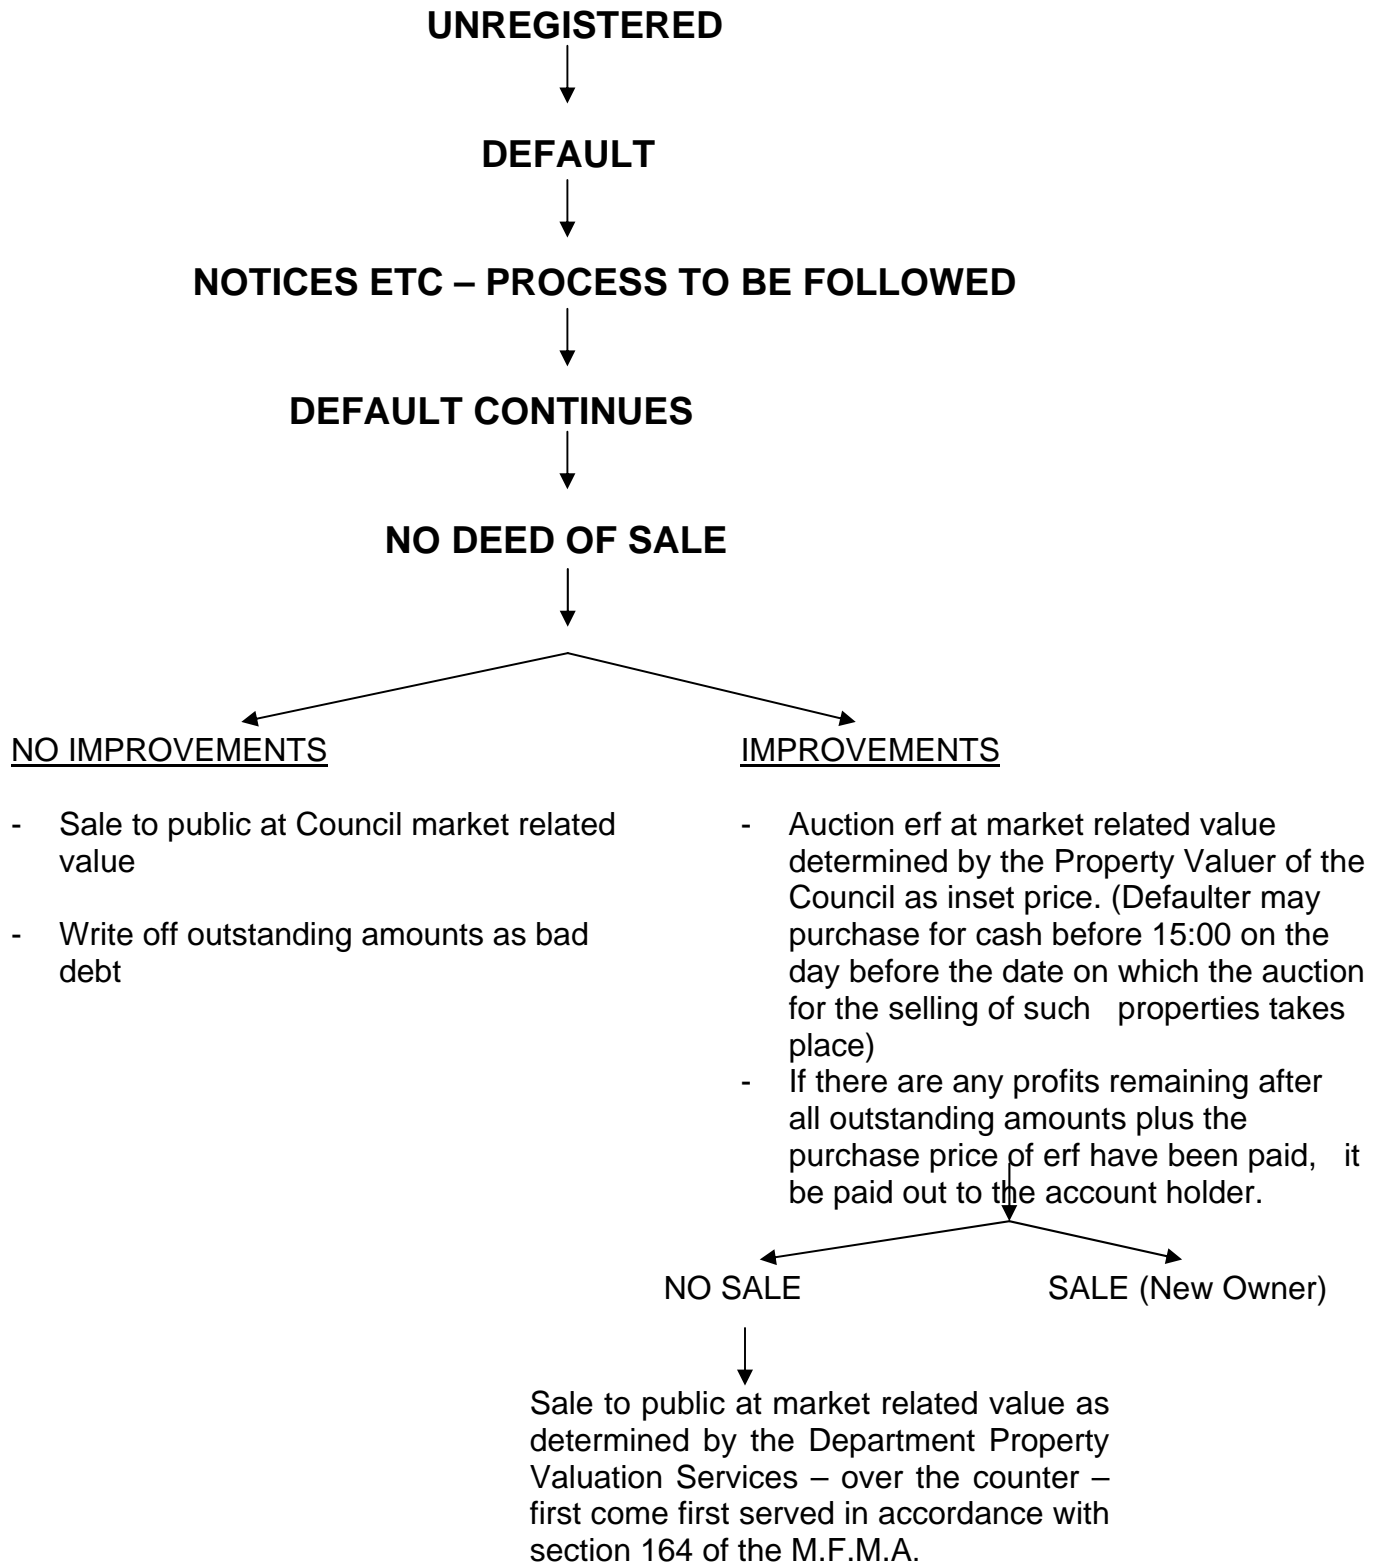 UNREGISTERED
DEFAULT
NOTICES ETC – PROCESS TO BE FOLLOWED
DEFAULT CONTINUES
NO DEED OF SALE
NO IMPROVEMENTS
- Sale to public at Council market related
value
- Write off outstanding amounts as bad
debt
IMPROVEMENTS
- Auction erf at market related value
determined by the Property Valuer of the
Council as inset price. (Defaulter may
purchase for cash before 15:00 on the
day before the date on which the auction
for the selling of such properties takes
place)
- If there are any profits remaining after
all outstanding amounts plus the
purchase price of erf have been paid, it
be paid out to the account holder.
NO SALE
SALE (New Owner)
Sale to public at market related value as
determined by the Department Property
Valuation Services – over the counter –
first come first served in accordance with
section 164 of the M.F.M.A.